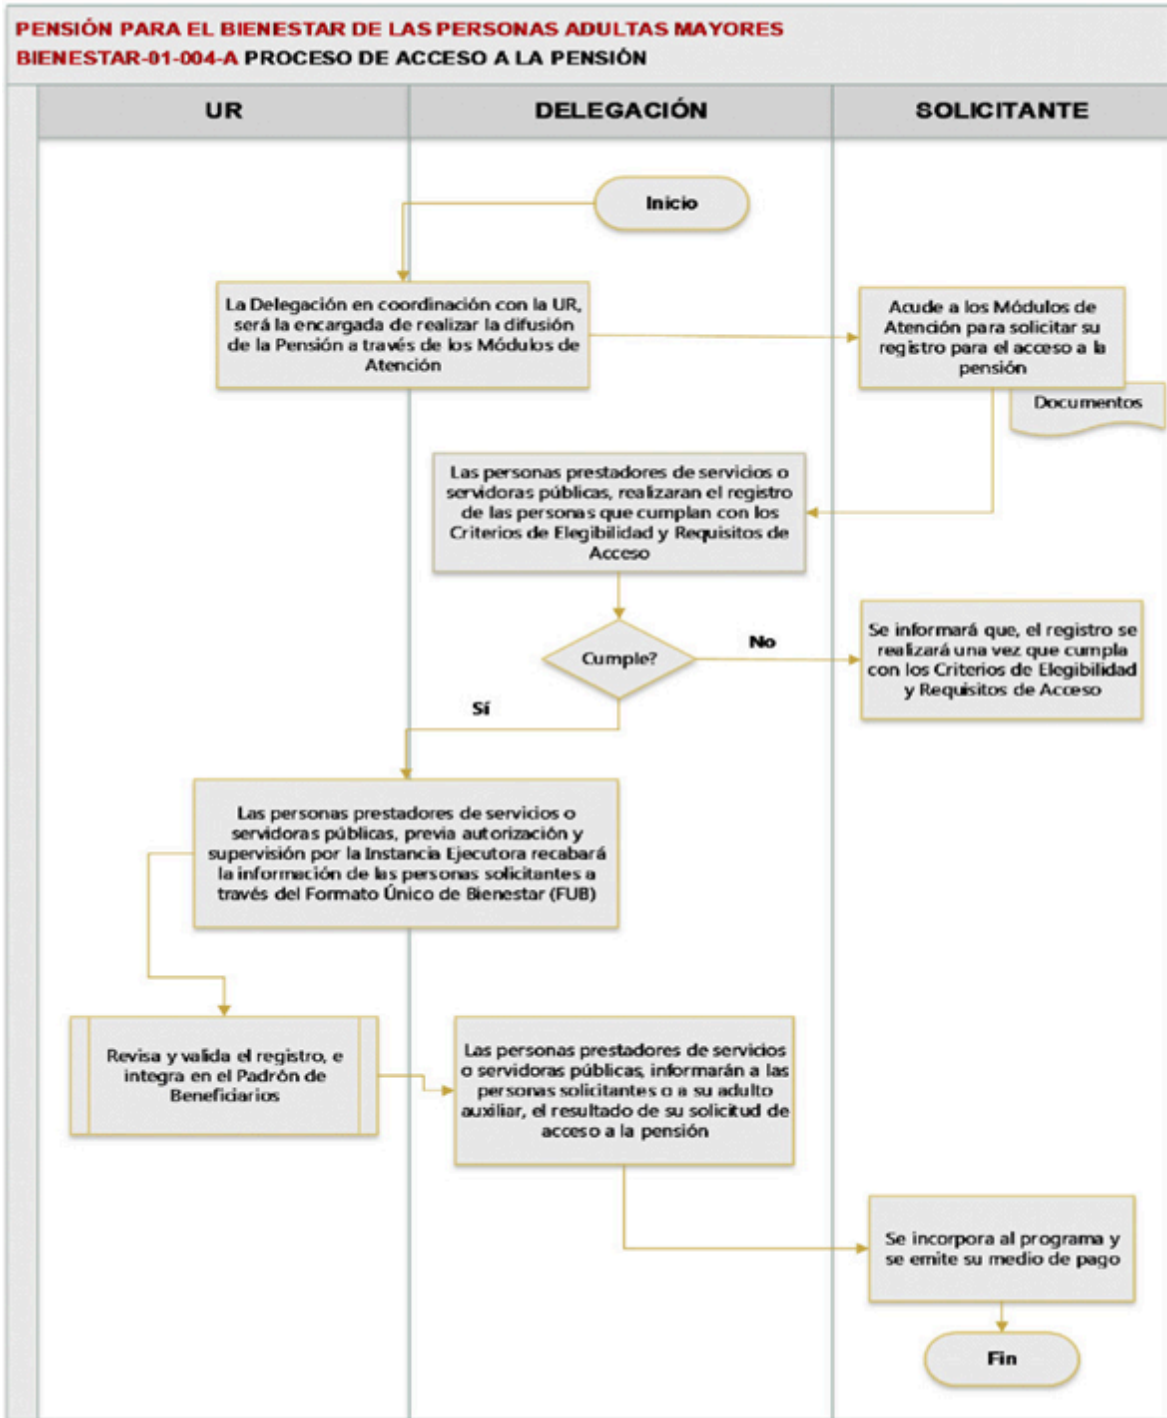 PENSIÓN PARA EL BIENESTAR DE LAS PERSONAS ADULTAS MAYORES
BIENESTAR-01-004-A PROCESO DE ACCESO A LA PENSIÓN
UR
DELEGACIÓN
SOLICITANTE
Inicio
La Delegación en coordinación con la UR,
será la encargada de realizar la difusión
de la Pensión a través de los Módulos de
Atención
Acude a los Módulos de
Atención para solicitar su
registro para el acceso a la
pensión
Documentos
Las personas prestadores de servicios o
servidoras públicas, realizaran el registro
de las personas que cumplan con los
Criterios de Elegibilidad y Requisitos de
Acceso
Cumple?
No
Se informará que, el registro se
realizará una vez que cumpla
con los Criterios de Elegibilidad
y Requisitos de Acceso
Sí
Las personas prestadores de servicios o
servidoras públicas, previa autorización y
supervisión por la Instancia Ejecutora recabará
la información de las personas solicitantes a
través del Formato Único de Bienestar (FUB)
Revisa y valida el registro, e
integra en el Padrón de
Beneficiarios
Las personas prestadores de servicios
o servidoras públicas, informarán a las
personas solicitantes o a su adulto
auxiliar, el resultado de su solicitud de
acceso a la pensión
Se incorpora al programa y
se emite su medio de pago
Fin